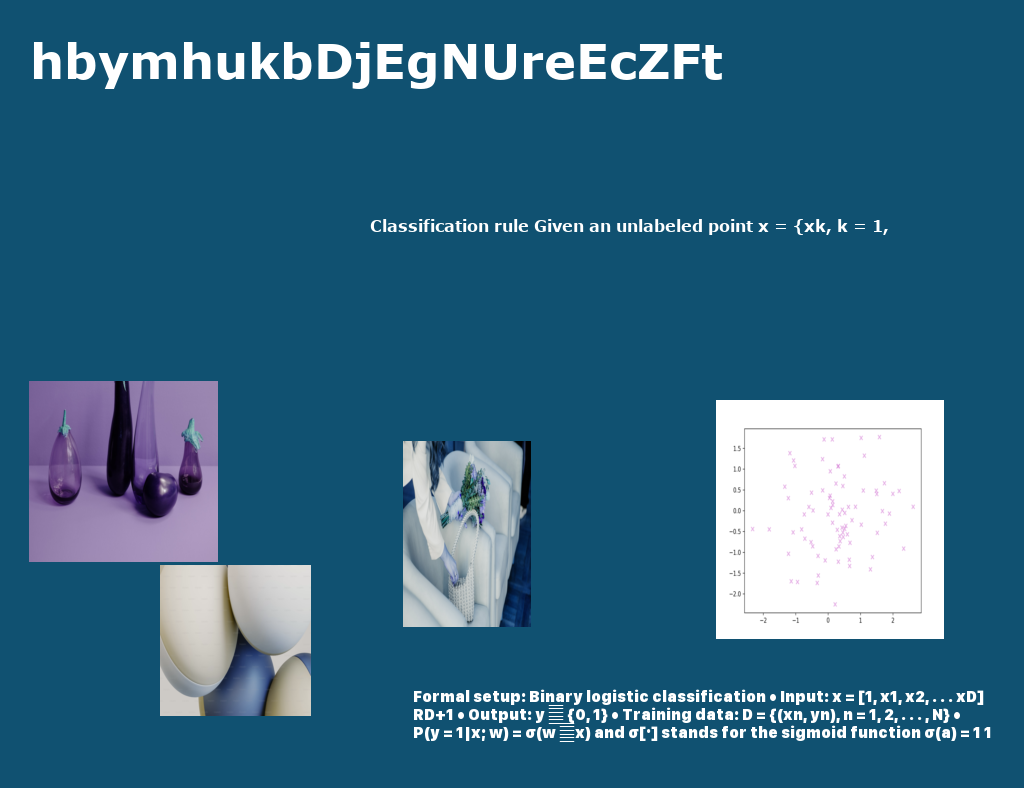 hbymhukbDjEgNUreEcZFt
Classification rule Given an unlabeled point x = {xk, k = 1,
1.5
1.0
0.5
0.0
−0.5
−1.0
−1.5
−2.0
−2 −1 0 1 2
Formal setup: Binary logistic classification • Input: x = [1, x1, x2, . . . xD]
RD+1 • Output: y {0, 1} • Training data: D = {(xn, yn), n = 1, 2, . . . , N} •
P(y = 1|x; w) = σ(w x) and σ[·] stands for the sigmoid function σ(a) = 1 1